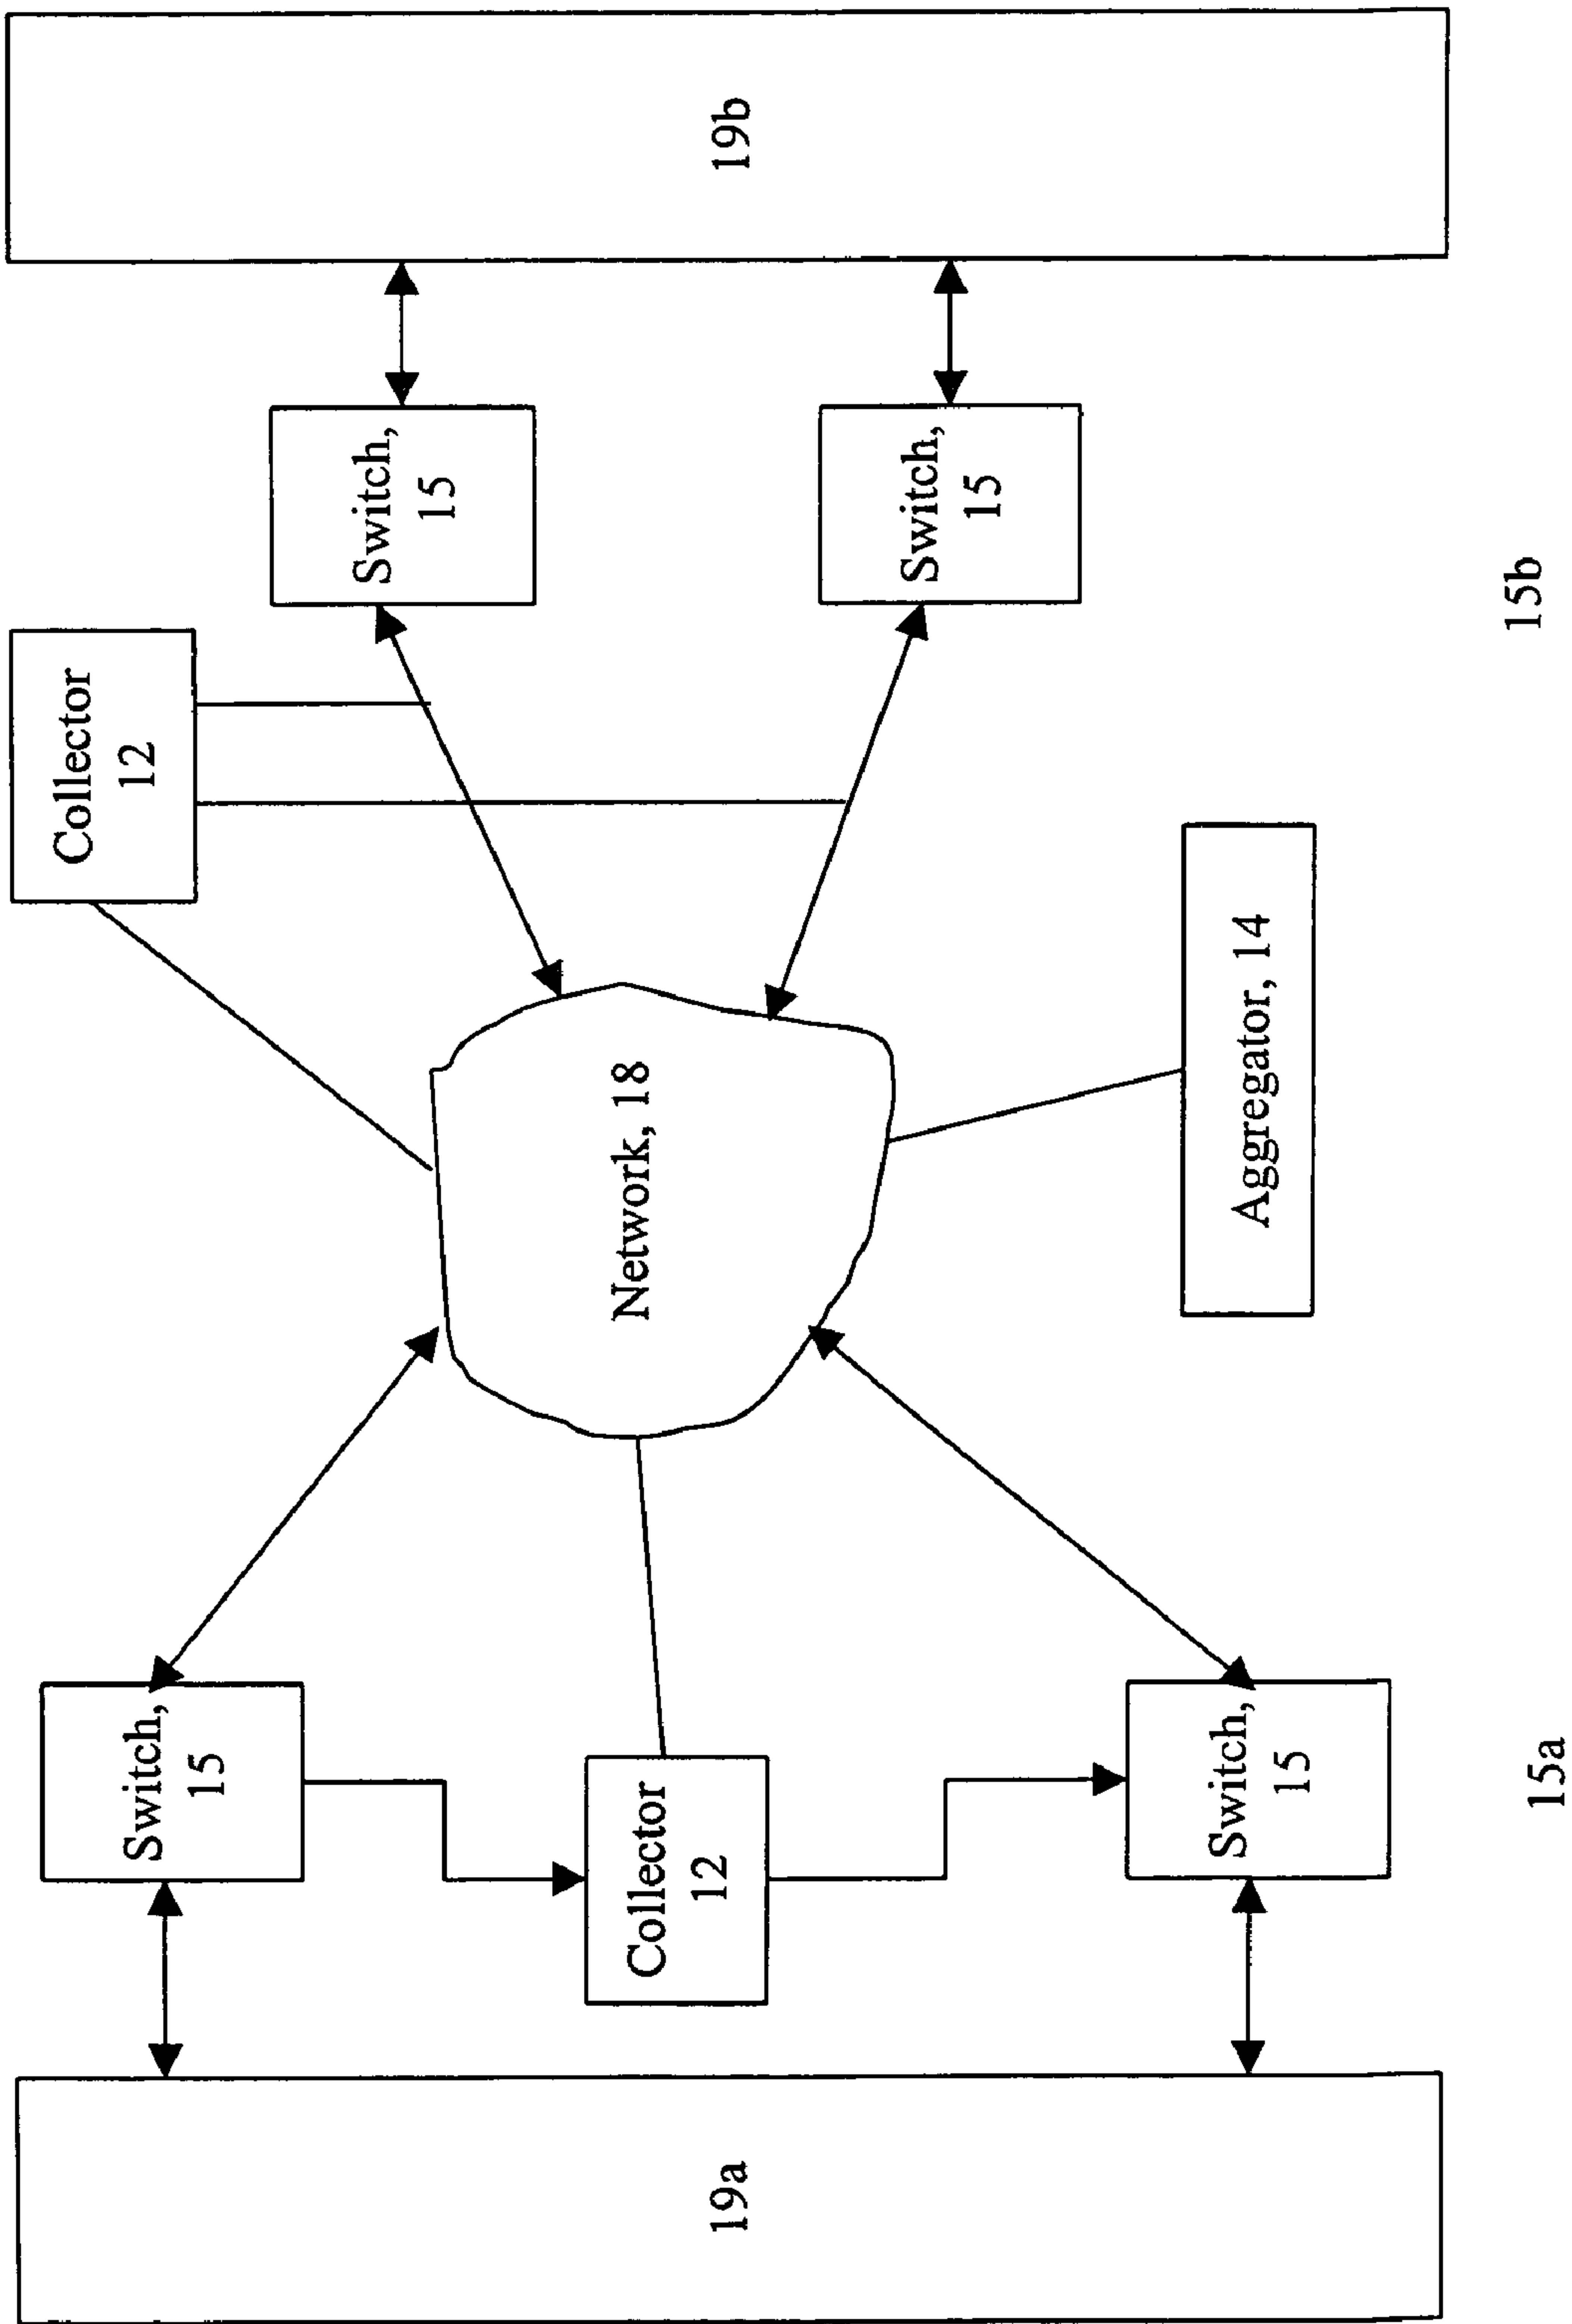 Collector
12
Switch,
15
Switch,
15
Network, 18
Collector
12
19a
19b
Switch,
15
Switch,
15
Aggregator, 14
15a
15b